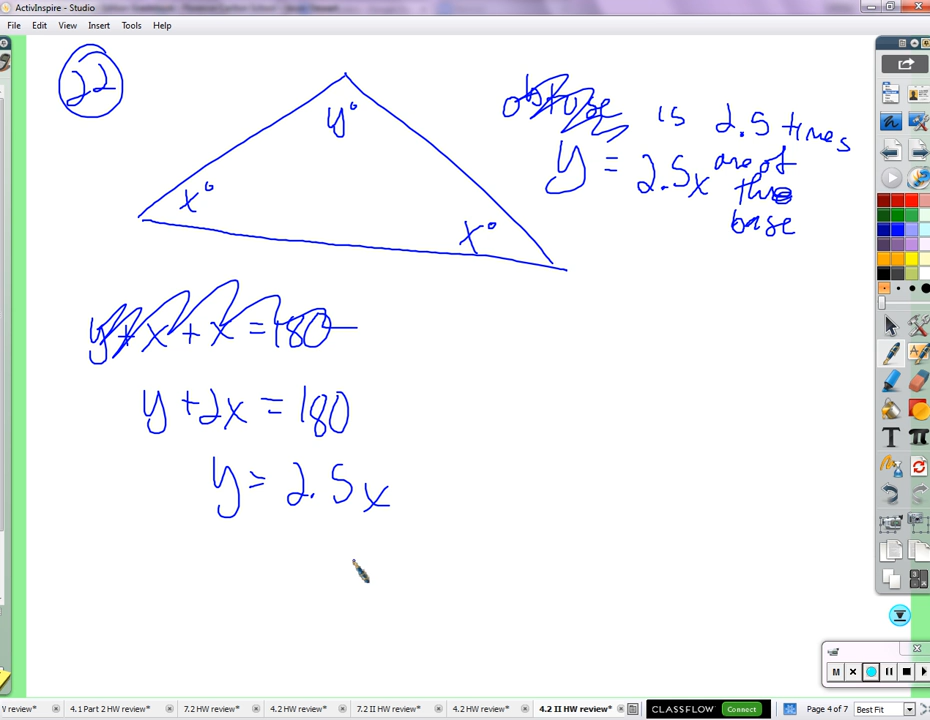 ActivInspire - Studio
File Edit View Insert Tools Help
22
y°
x°
x°
obtuse is 2.5 times
y = 2.5x one of
the
base
y + x + x = 180
y + 2x = 180
y = 2.5x
V review* 4.1 Part 2 HW review* 7.2 HW review* 4.2 HW review* 7.2 II HW review* 4.2 HW review* 4.2 II HW review* CLASSFLOW Connect Page 4 of 7 Best Fit